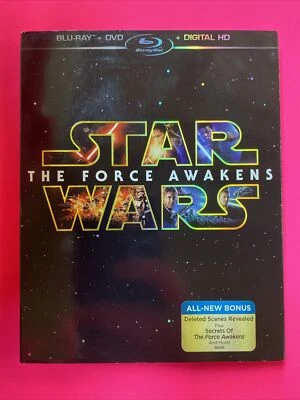 BLU-RAY + DVD
Blu-ray Disc
+ DIGITAL HD
STAR
THE FORCE AWAKENS
WARS
ALL-NEW BONUS
Deleted Scenes Revealed
Plus
Secrets Of
The Force Awakens
And More!